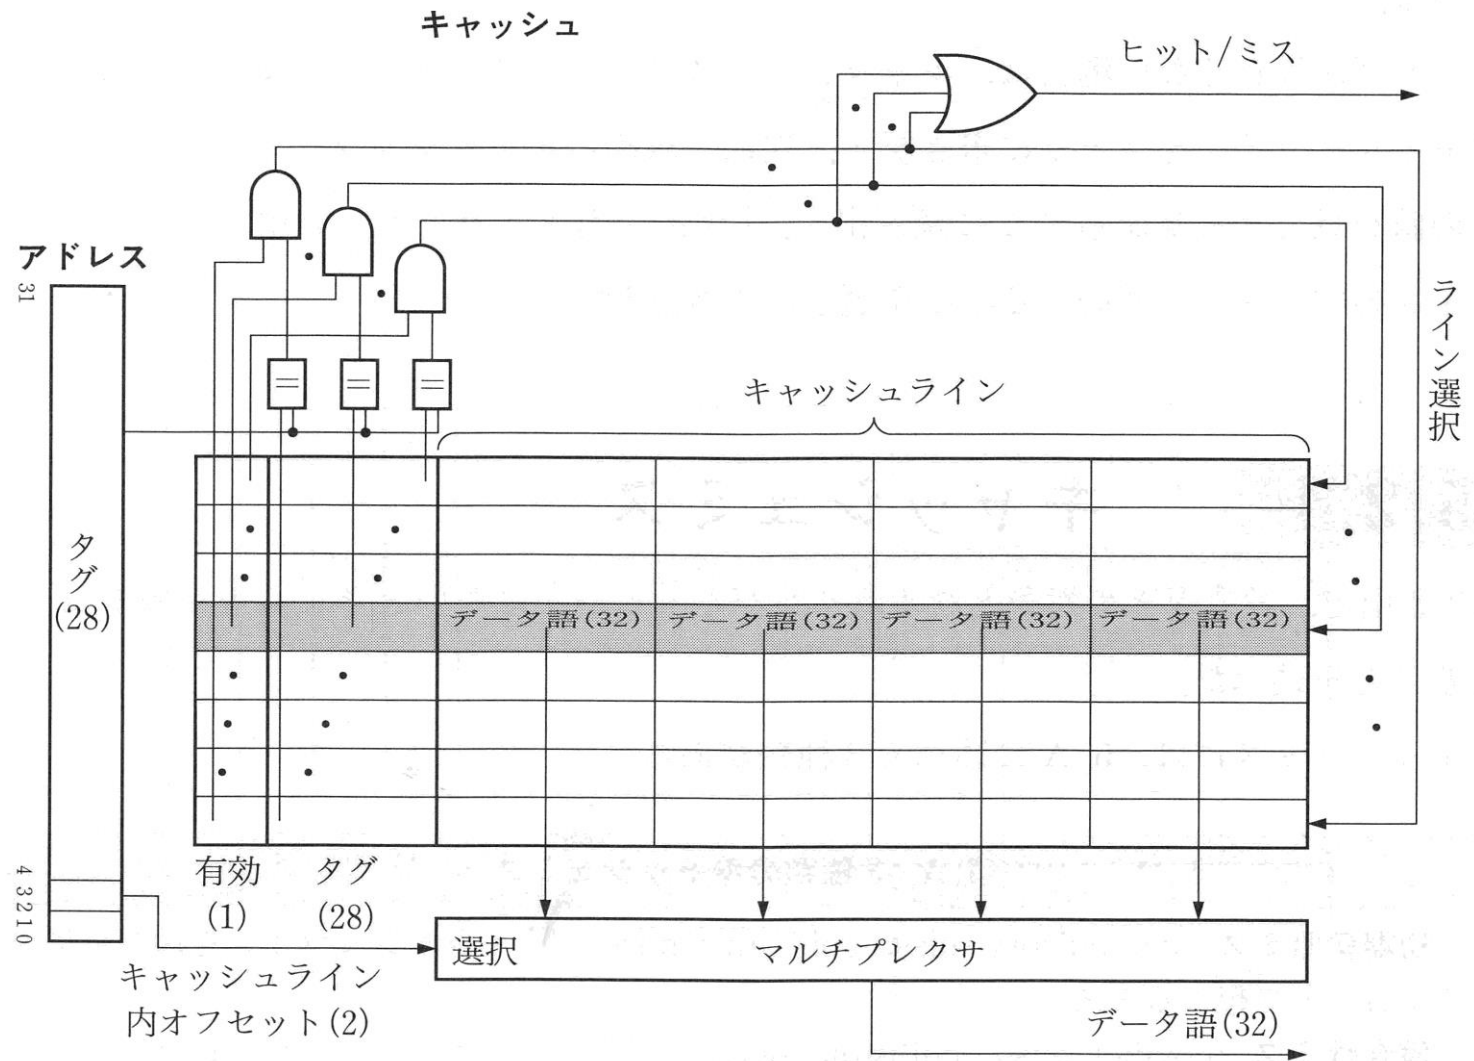 キャッシュ
ヒット/ミス
アドレス
31
ライン選択
キャッシュライン
タグ
(28)
データ語(32) データ語(32) データ語(32) データ語(32)
4 3 2 1 0
有効 タグ
(1) (28)
選択 マルチプレクサ
キャッシュライン
内オフセット(2)
データ語(32)